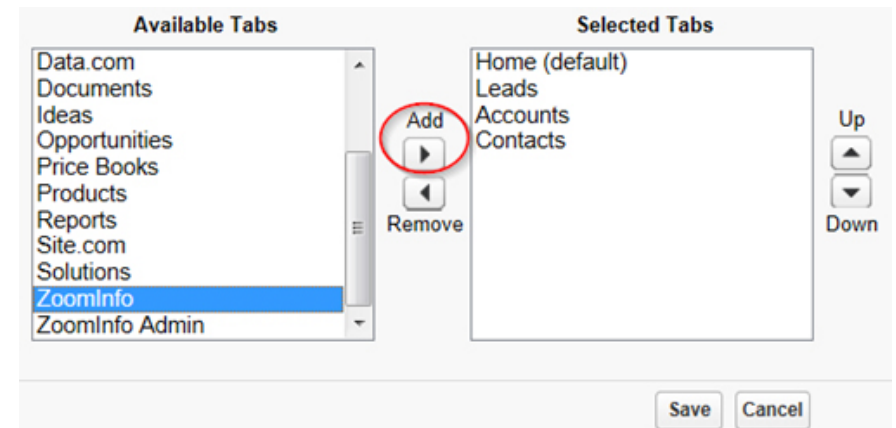 Available Tabs
Selected Tabs
Data.com
Documents
Ideas
Opportunities
Price Books
Products
Reports
Site.com
Solutions
ZoomInfo
ZoomInfo Admin
Add
Remove
Home (default)
Leads
Accounts
Contacts
Up
Down
Save
Cancel